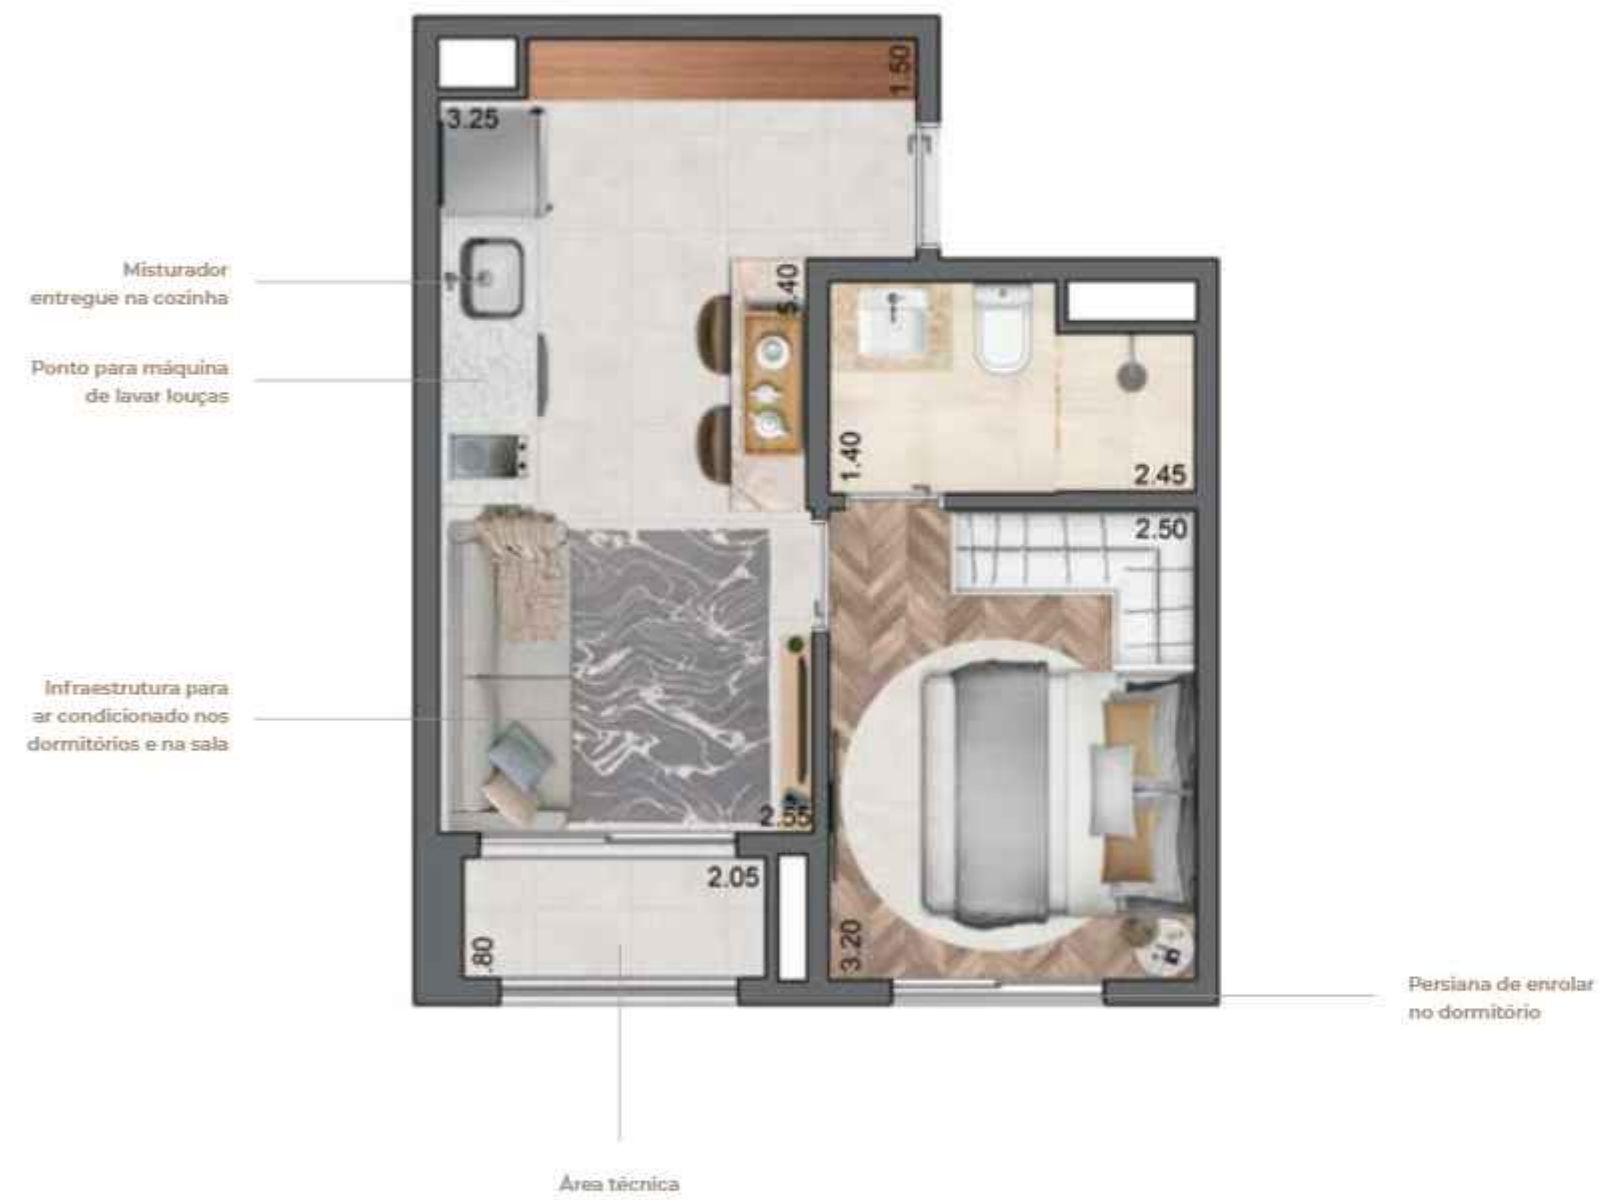 1.50
3.25
Misturador
entregue na cozinha
5.40
Ponto para máquina
de lavar louças
1.40
2.45
2.50
Infraestrutura para
ar condicionado nos
dormitórios e na sala
2.55
2.05
.80
3.20
Persiana de enrolar
no dormitório
Área técnica